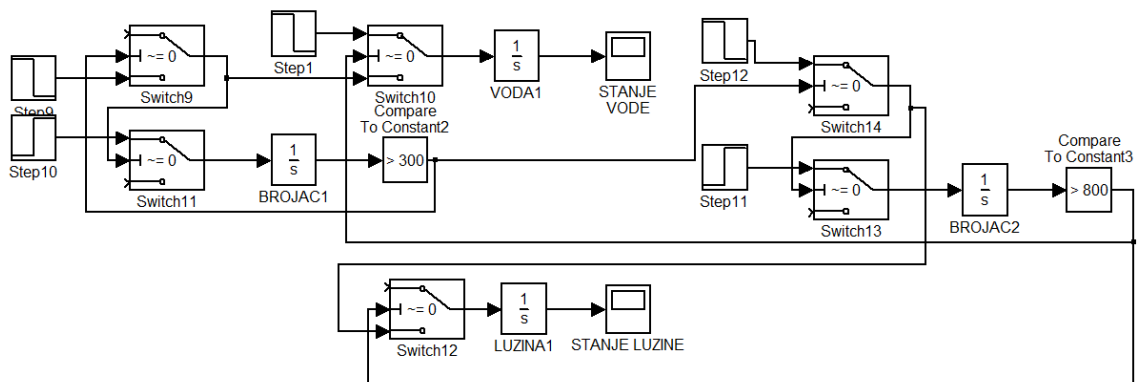 Step9
~= 0
Switch9
Step1
~= 0
Switch10
1
s
VODA1
STANJE
VODE
Step12
~= 0
Switch14
Step10
~= 0
Switch11
1
s
BROJAC1
Compare
To Constant2
> 300
Step11
~= 0
Switch13
1
s
BROJAC2
Compare
To Constant3
> 800
~= 0
Switch12
1
s
LUZINA1
STANJE LUZINE